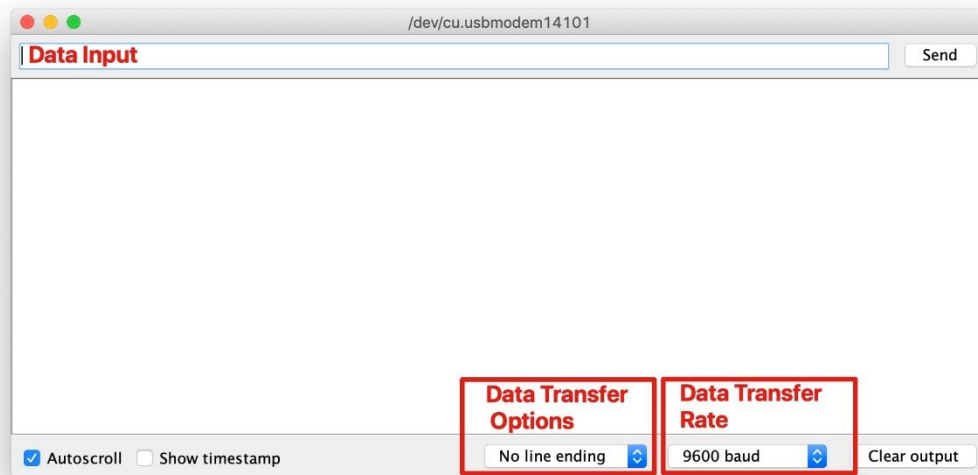 /dev/cu.usbmodem14101
Data Input
Send
Data Transfer
Options
Data Transfer
Rate
Autoscroll
Show timestamp
No line ending
9600 baud
Clear output